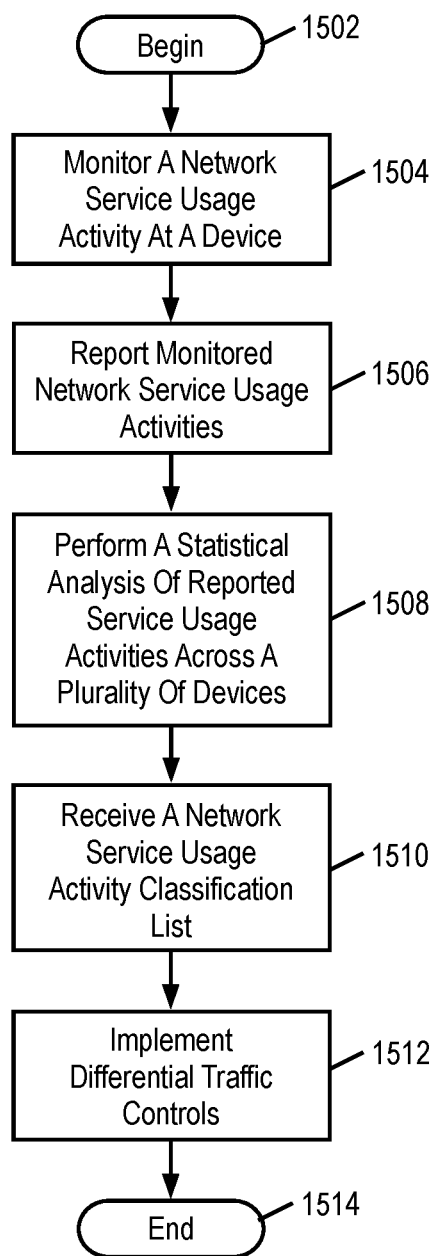 Begin
1502
Monitor A Network
Service Usage
Activity At A Device
1504
Report Monitored
Network Service Usage
Activities
1506
Perform A Statistical
Analysis Of Reported
Service Usage
Activities Across A
Plurality Of Devices
1508
Receive A Network
Service Usage
Activity Classification
List
1510
Implement
Differential Traffic
Controls
1512
End
1514